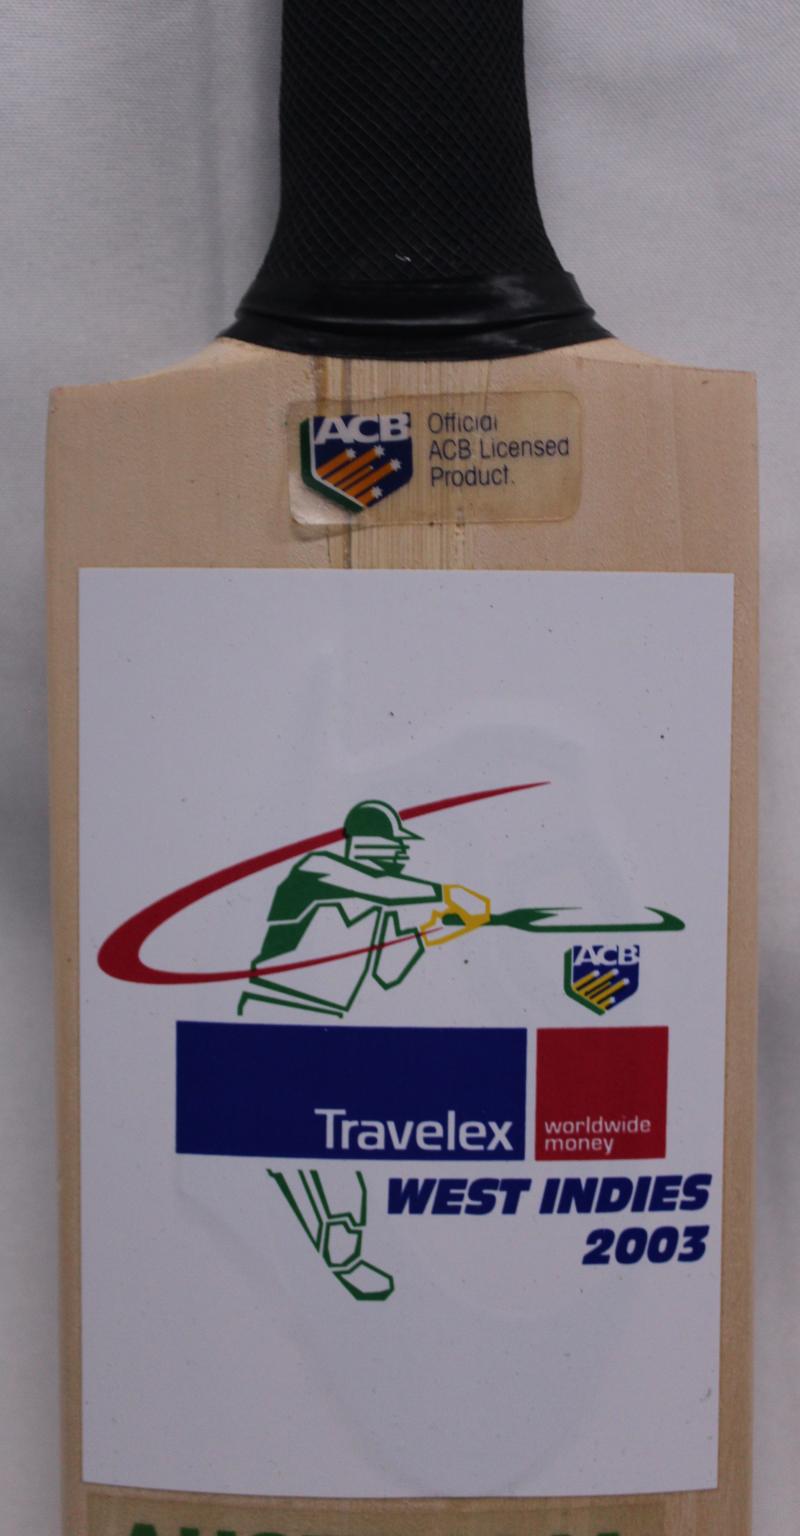 ACB
Official
ACB Licensed
Product.
ACB
Travelex
worldwide
money
WEST INDIES
2003